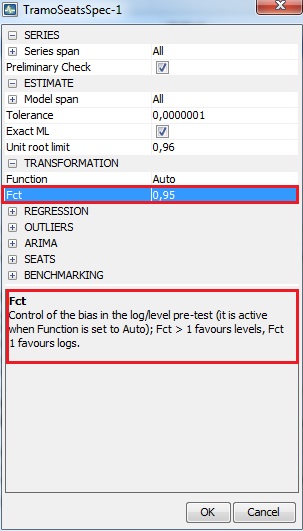 TramoSeatsSpec-1
SERIES
Series span All
Preliminary Check
ESTIMATE
Model span All
Tolerance 0,0000001
Exact ML
Unit root limit 0,96
TRANSFORMATION
Function Auto
Fct 0,95
REGRESSION
OUTLIERS
ARIMA
SEATS
BENCHMARKING
Fct
Control of the bias in the log/level pre-test (it is active
when Function is set to Auto); Fct > 1 favours levels, Fct
1 favours logs.
OK Cancel